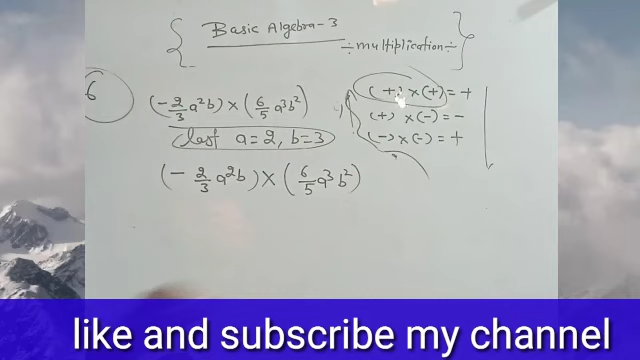 Basic Algebra-3
÷multiplication÷
6
(-2/3 a²b) × (6/5 a³b²)
a=2, b=3
(+) × (+) = +
(+) × (-) = -
(-) × (-) = +
(- 2/3 a²b) × (6/5 a³b²)
like and subscribe my channel